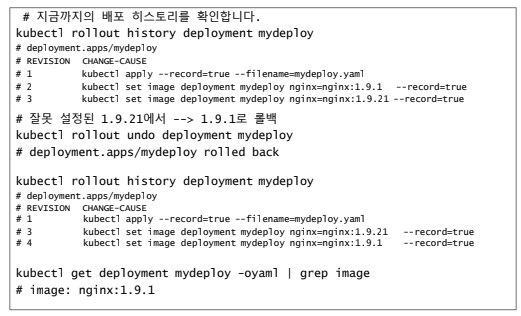 # 지금까지의 배포 히스토리를 확인합니다.
kubectl rollout history deployment mydeploy
# deployment.apps/mydeploy
# REVISION  CHANGE-CAUSE
# 1         kubectl apply --record=true --filename=mydeploy.yaml
# 2         kubectl set image deployment mydeploy nginx=nginx:1.9.1   --record=true
# 3         kubectl set image deployment mydeploy nginx=nginx:1.9.21 --record=true
# 잘못 설정된 1.9.21에서 --> 1.9.1로 롤백
kubectl rollout undo deployment mydeploy
# deployment.apps/mydeploy rolled back
kubectl rollout history deployment mydeploy
# deployment.apps/mydeploy
# REVISION  CHANGE-CAUSE
# 1         kubectl apply --record=true --filename=mydeploy.yaml
# 3         kubectl set image deployment mydeploy nginx=nginx:1.9.21   --record=true
# 4         kubectl set image deployment mydeploy nginx=nginx:1.9.1    --record=true
kubectl get deployment mydeploy -oyaml | grep image
# image: nginx:1.9.1